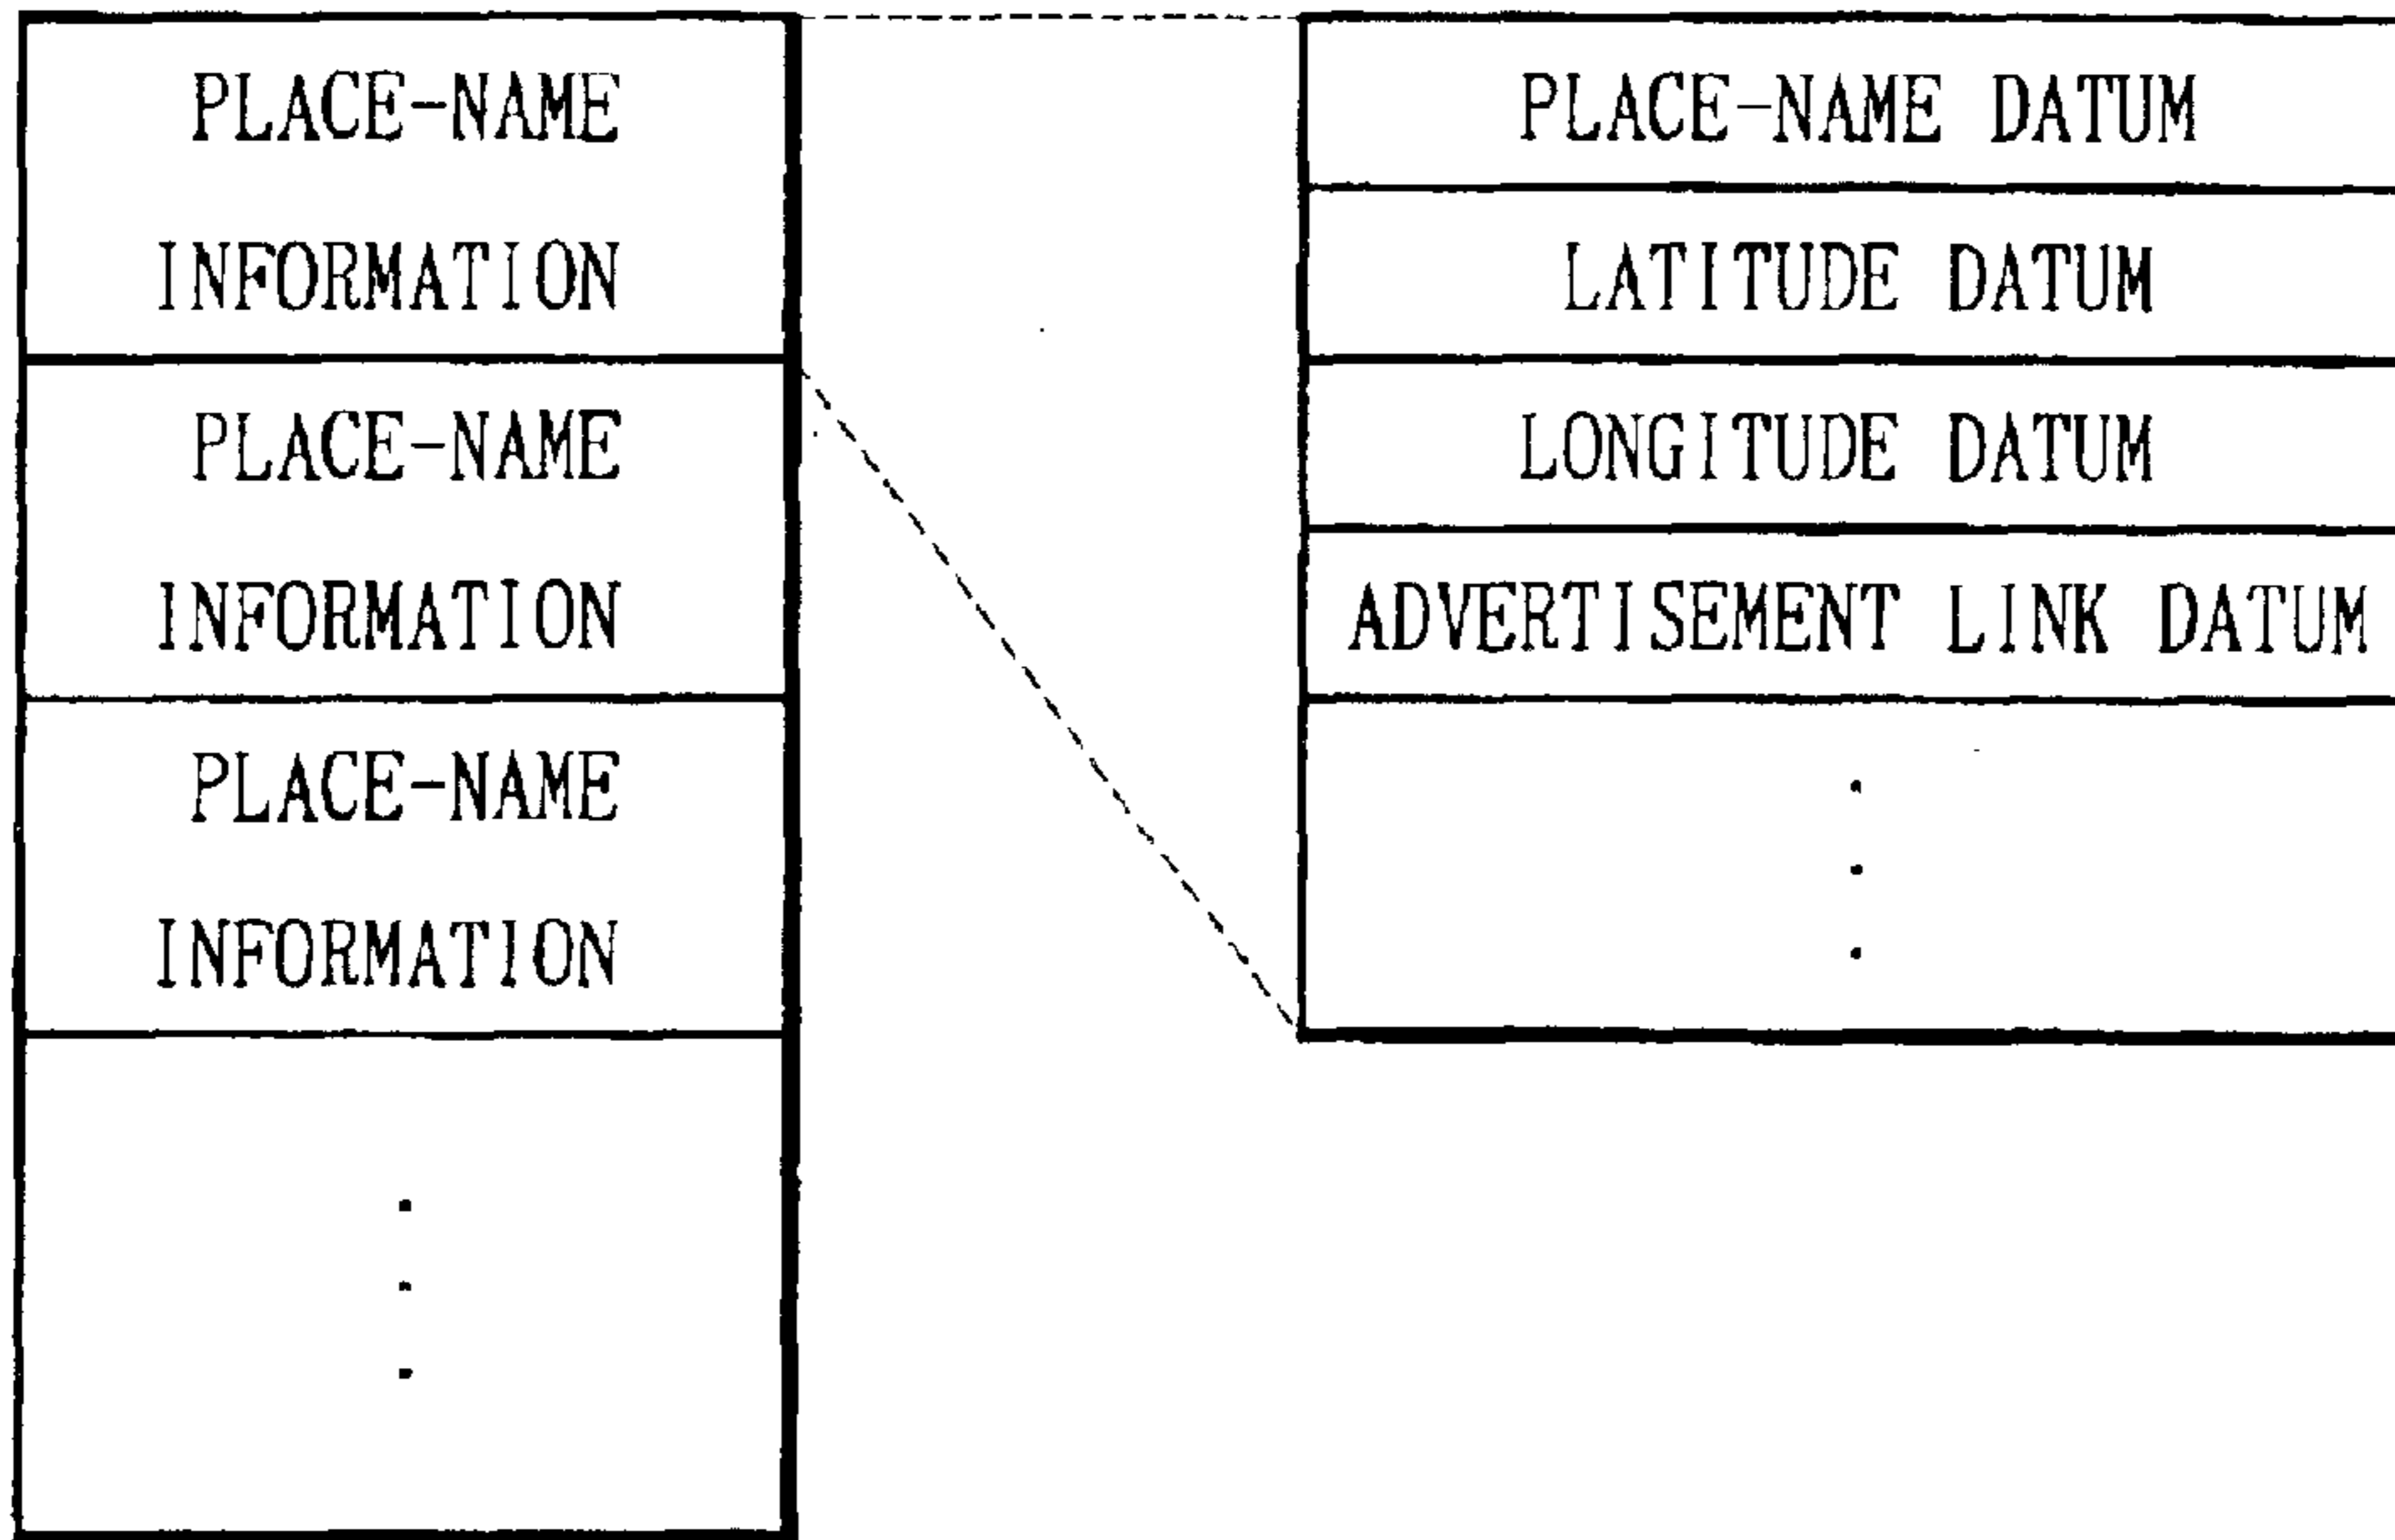 PLACE-NAME
INFORMATION
PLACE-NAME
INFORMATION
PLACE-NAME
INFORMATION
PLACE-NAME DATUM
LATITUDE DATUM
LONGITUDE DATUM
ADVERTISEMENT LINK DATUM